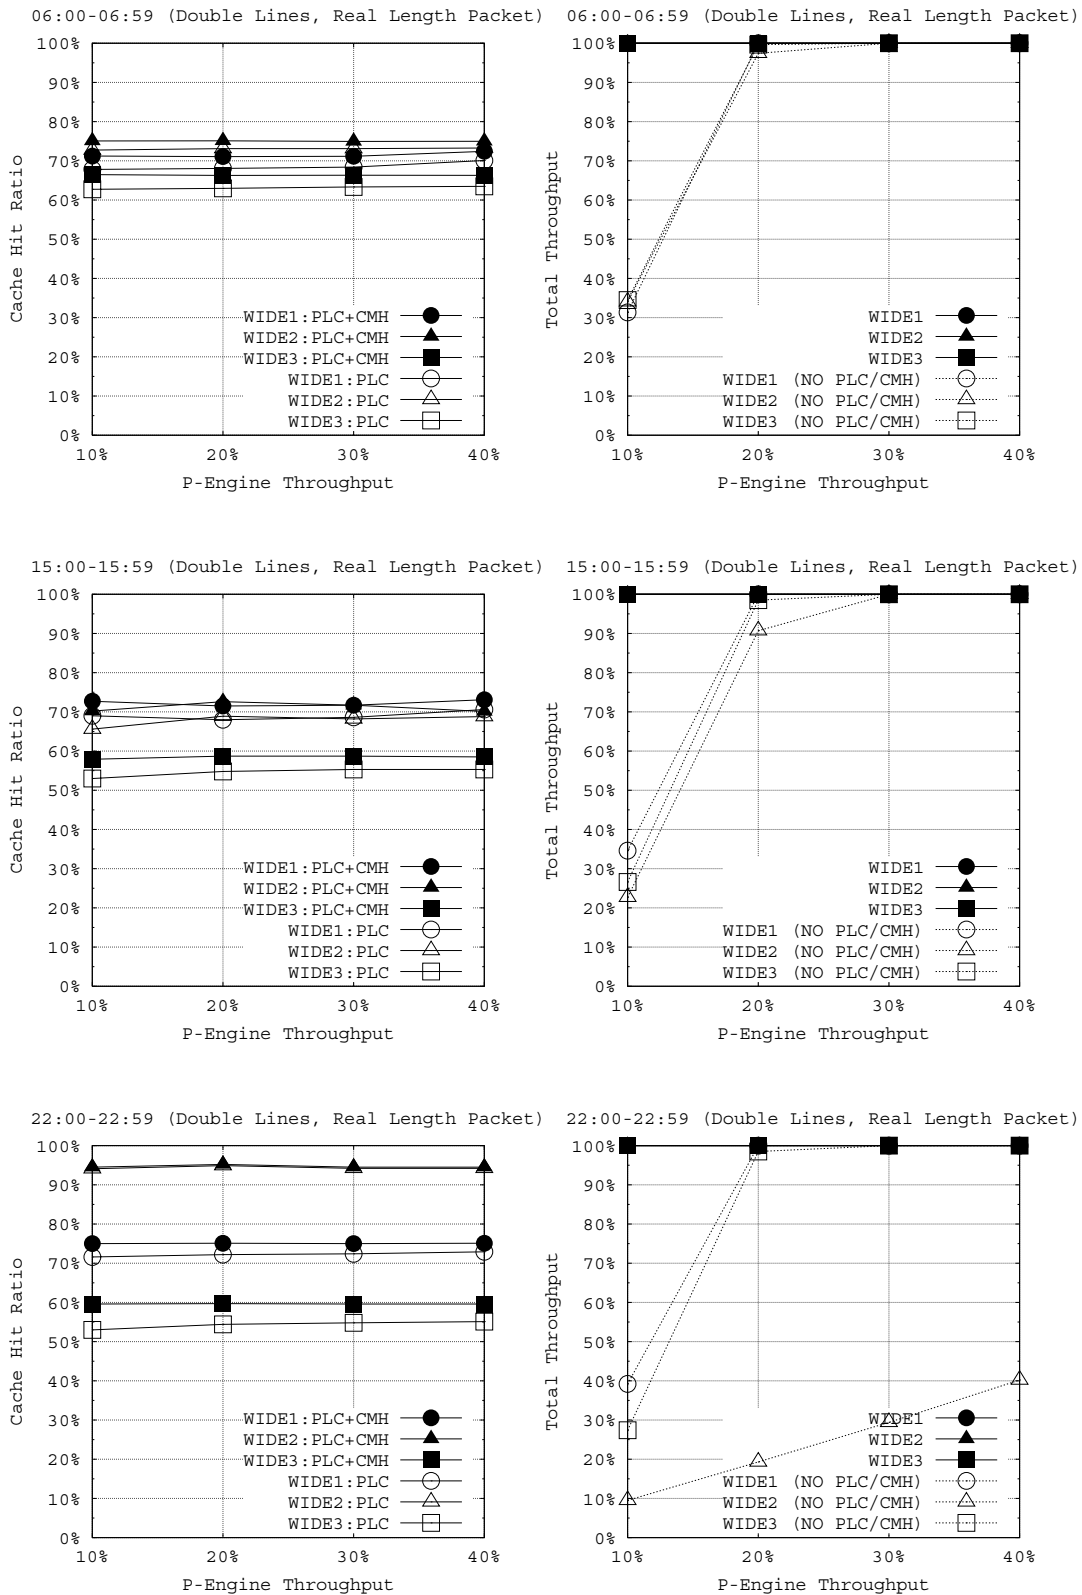 06:00-06:59 (Double Lines, Real Length Packet)
100%
90%
80%
70%
60%
50%
40%
30%
20%
10%
0%
Cache Hit Ratio
WIDE1:PLC+CMH
WIDE2:PLC+CMH
WIDE3:PLC+CMH
WIDE1:PLC
WIDE2:PLC
WIDE3:PLC
10% 20% 30% 40%
P-Engine Throughput
06:00-06:59 (Double Lines, Real Length Packet)
100%
90%
80%
70%
60%
50%
40%
30%
20%
10%
0%
Total Throughput
WIDE1
WIDE2
WIDE3
WIDE1 (NO PLC/CMH)
WIDE2 (NO PLC/CMH)
WIDE3 (NO PLC/CMH)
10% 20% 30% 40%
P-Engine Throughput
15:00-15:59 (Double Lines, Real Length Packet)
100%
90%
80%
70%
60%
50%
40%
30%
20%
10%
0%
Cache Hit Ratio
WIDE1:PLC+CMH
WIDE2:PLC+CMH
WIDE3:PLC+CMH
WIDE1:PLC
WIDE2:PLC
WIDE3:PLC
10% 20% 30% 40%
P-Engine Throughput
15:00-15:59 (Double Lines, Real Length Packet)
100%
90%
80%
70%
60%
50%
40%
30%
20%
10%
0%
Total Throughput
WIDE1
WIDE2
WIDE3
WIDE1 (NO PLC/CMH)
WIDE2 (NO PLC/CMH)
WIDE3 (NO PLC/CMH)
10% 20% 30% 40%
P-Engine Throughput
22:00-22:59 (Double Lines, Real Length Packet)
100%
90%
80%
70%
60%
50%
40%
30%
20%
10%
0%
Cache Hit Ratio
WIDE1:PLC+CMH
WIDE2:PLC+CMH
WIDE3:PLC+CMH
WIDE1:PLC
WIDE2:PLC
WIDE3:PLC
10% 20% 30% 40%
P-Engine Throughput
22:00-22:59 (Double Lines, Real Length Packet)
100%
90%
80%
70%
60%
50%
40%
30%
20%
10%
0%
Total Throughput
WIDE1
WIDE2
WIDE3
WIDE1 (NO PLC/CMH)
WIDE2 (NO PLC/CMH)
WIDE3 (NO PLC/CMH)
10% 20% 30% 40%
P-Engine Throughput